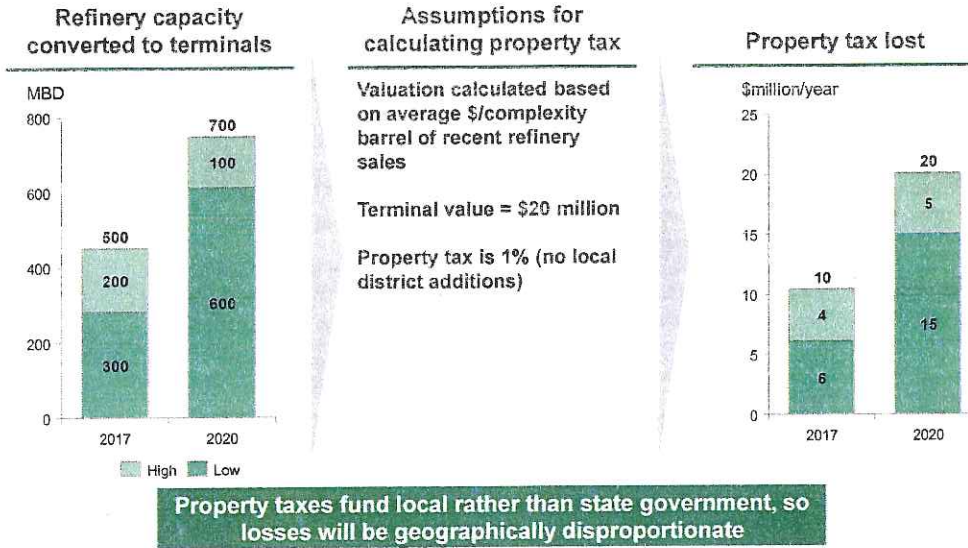 Refinery capacity
converted to terminals
MBD
800
600
400
200
0
500
200
300
700
100
600
2017
2020
High
Low
Assumptions for
calculating property tax
Valuation calculated based
on average $/complexity
barrel of recent refinery
sales
Terminal value = $20 million
Property tax is 1% (no local
district additions)
Property tax lost
$million/year
25
20
15
10
5
0
10
4
6
20
5
15
2017
2020
Property taxes fund local rather than state government, so
losses will be geographically disproportionate